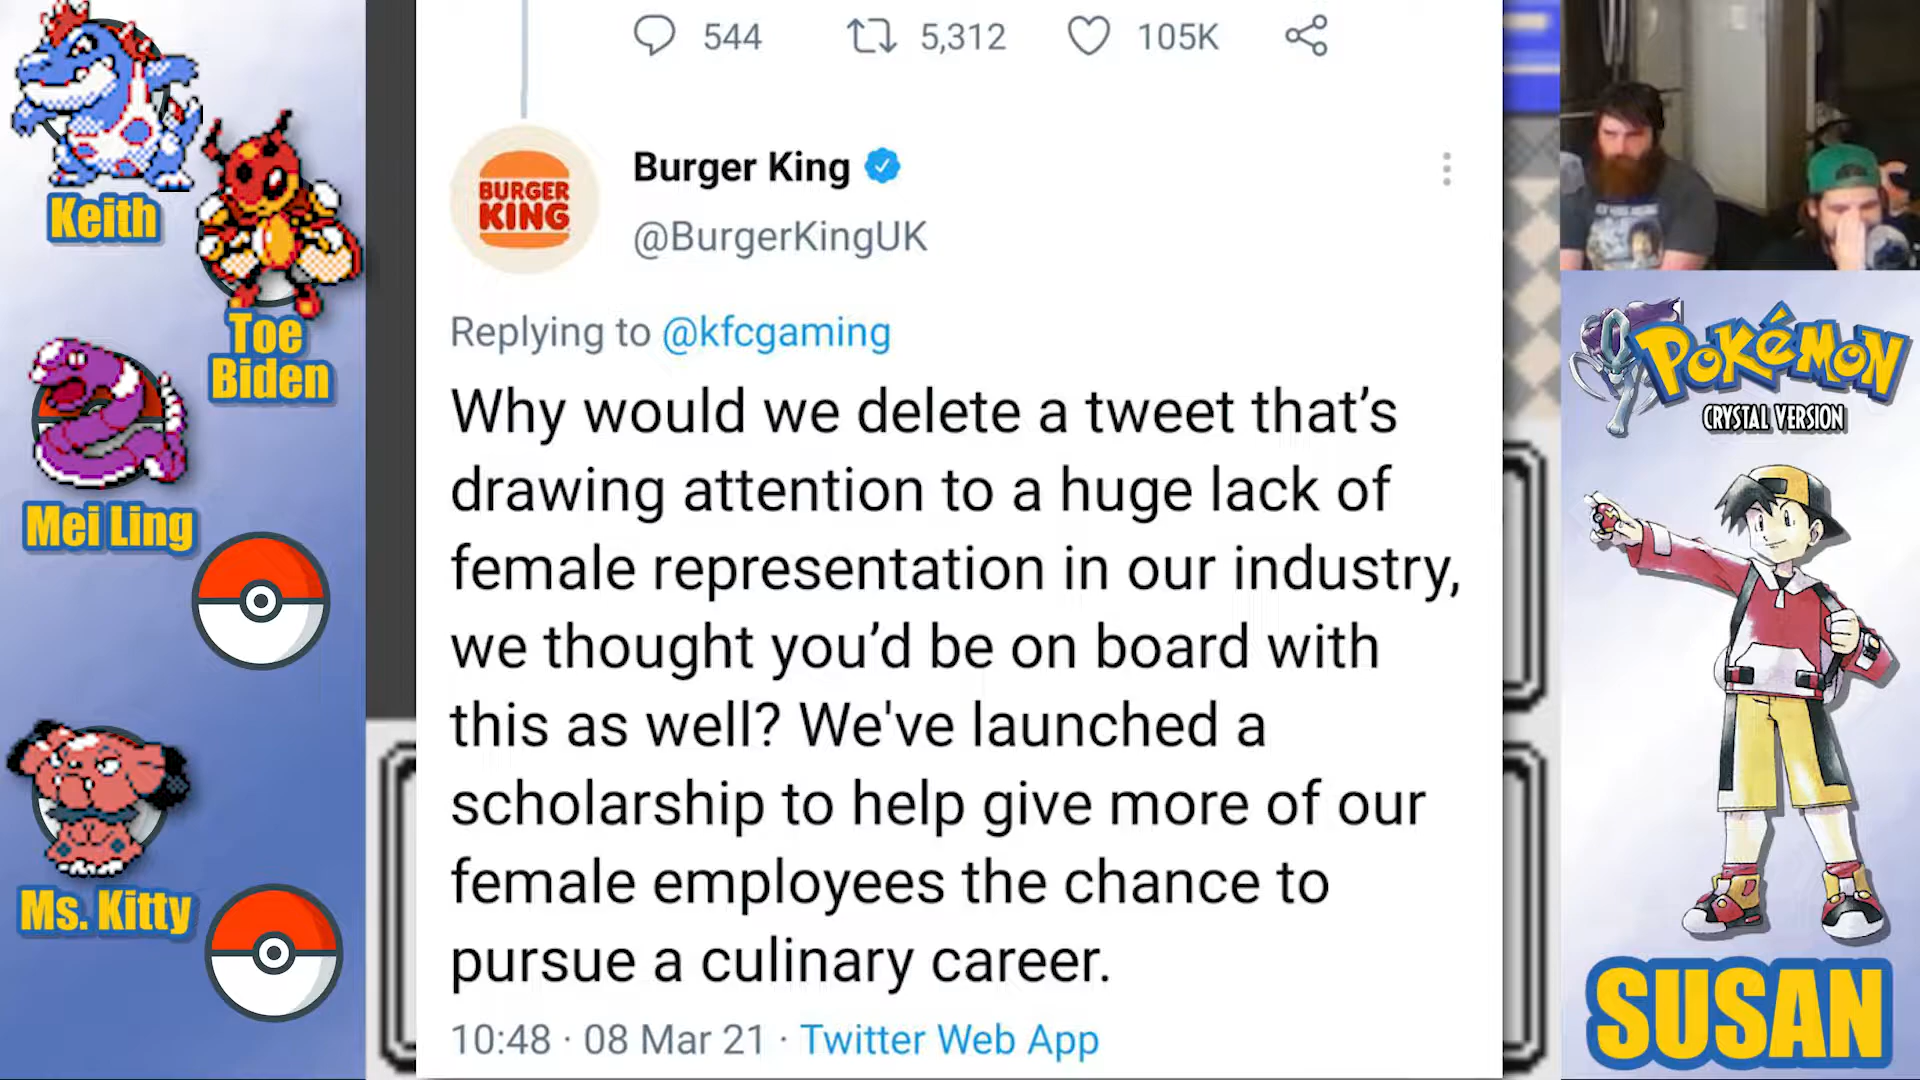 544 5,312 105K
BURGER
KING
Burger King
@BurgerKingUK
Replying to @kfcgaming
Why would we delete a tweet that’s
drawing attention to a huge lack of
female representation in our industry,
we thought you’d be on board with
this as well? We've launched a
scholarship to help give more of our
female employees the chance to
pursue a culinary career.
10:48 · 08 Mar 21 · Twitter Web App
Keith
Toe
Biden
Mei Ling
Ms. Kitty
POKéMON
CRYSTAL VERSION
SUSAN